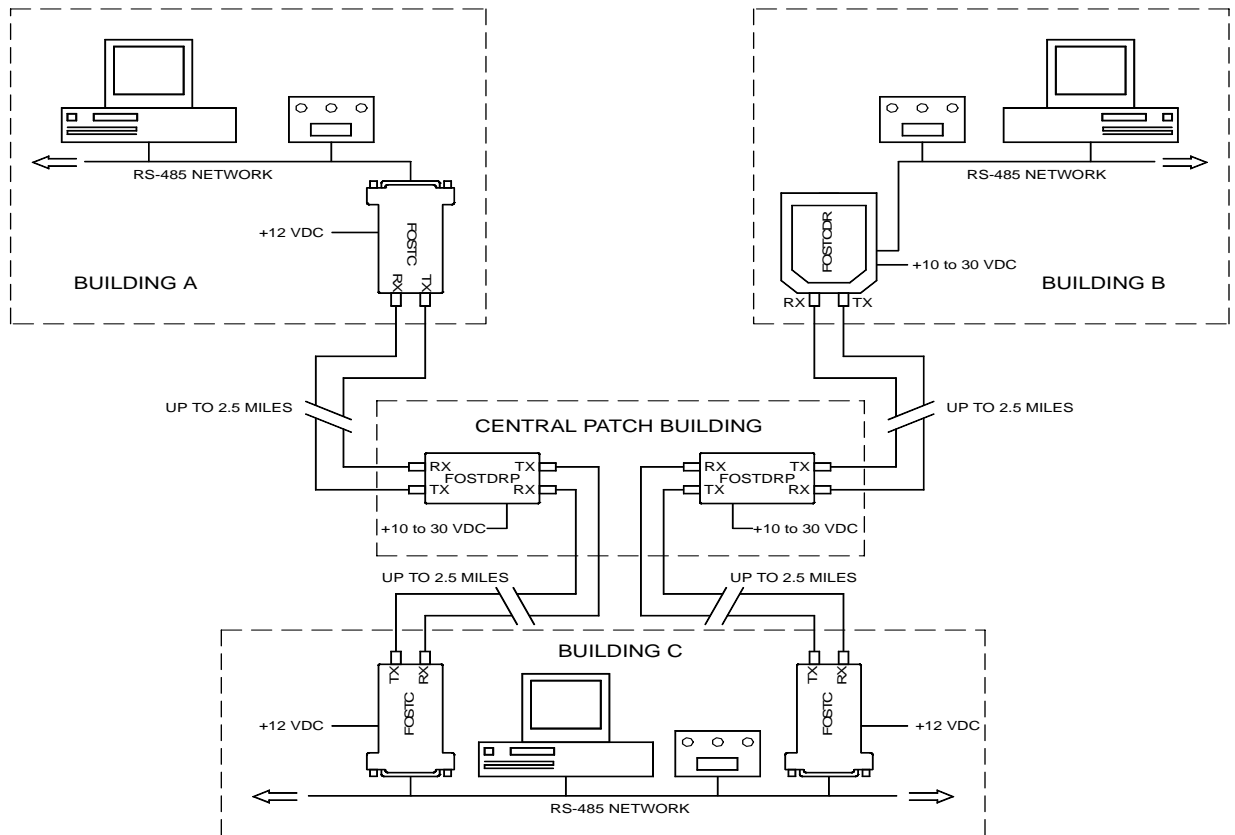 RS-485 NETWORK
+12 VDC
FOSTC
RX
TX
BUILDING A
RS-485 NETWORK
FOSTCDR
+10 to 30 VDC
RX
TX
BUILDING B
UP TO 2.5 MILES
UP TO 2.5 MILES
CENTRAL PATCH BUILDING
RX
TX
FOSTDRP
TX
RX
+10 to 30 VDC
RX
TX
FOSTDRP
TX
RX
+10 to 30 VDC
UP TO 2.5 MILES
UP TO 2.5 MILES
BUILDING C
TX
RX
FOSTC
+12 VDC
TX
RX
FOSTC
+12 VDC
RS-485 NETWORK